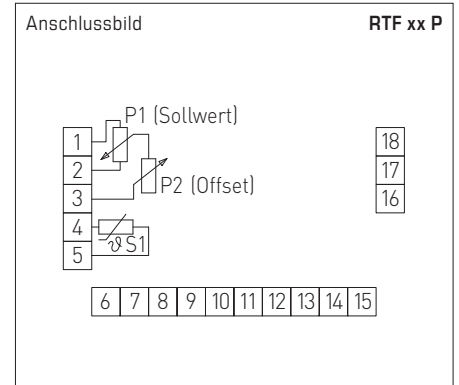 Anschlussbild RTF xx P
P1 (Sollwert)
1
2
3
4
5
P2 (Offset)
ϑ S1
18
17
16
6 7 8 9 10 11 12 13 14 15